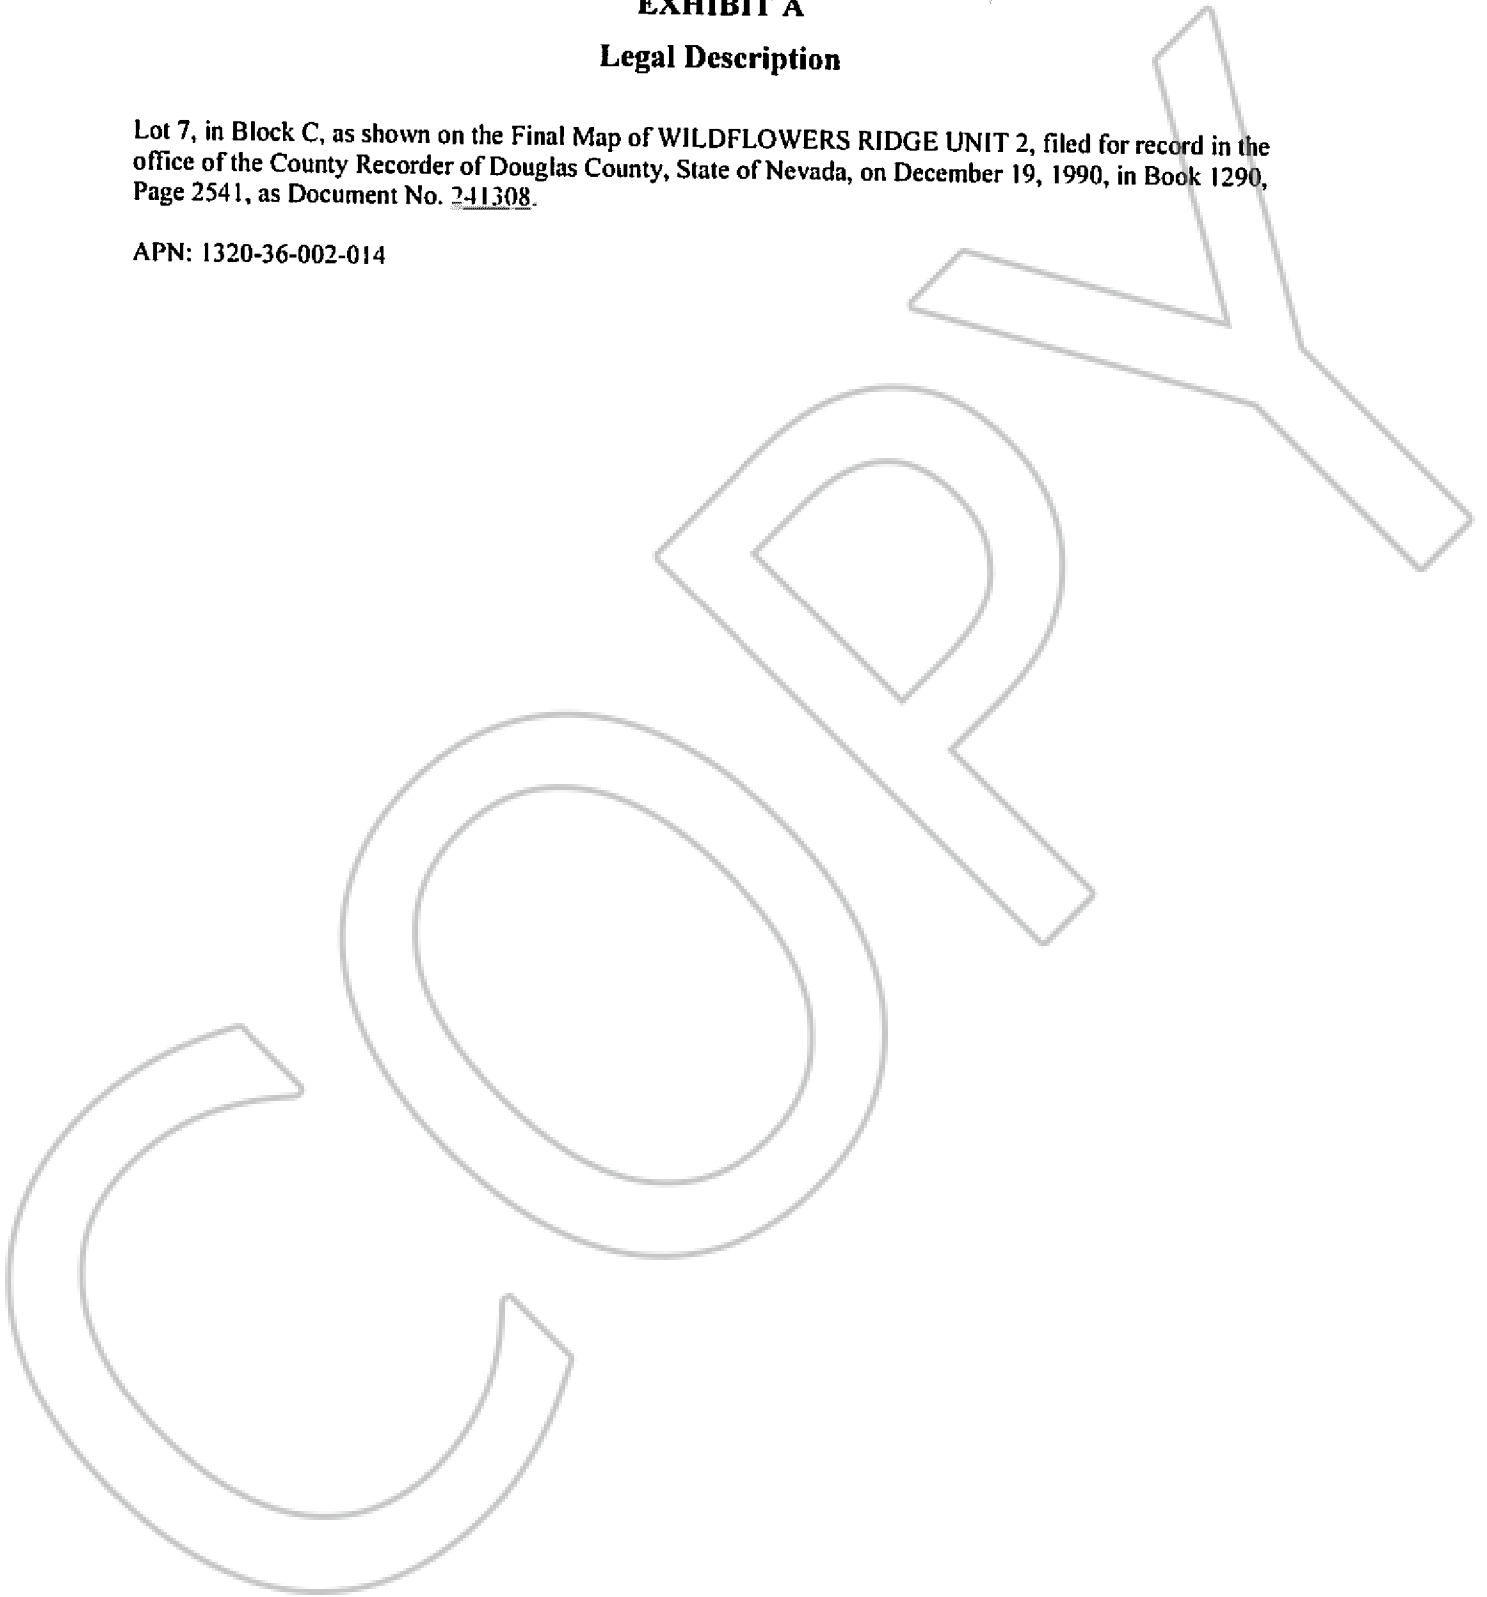 EXHIBIT A
Legal Description
Lot 7, in Block C, as shown on the Final Map of WILDFLOWERS RIDGE UNIT 2, filed for record in the
office of the County Recorder of Douglas County, State of Nevada, on December 19, 1990, in Book 1290,
Page 2541, as Document No. 241308.
APN: 1320-36-002-014
COPY